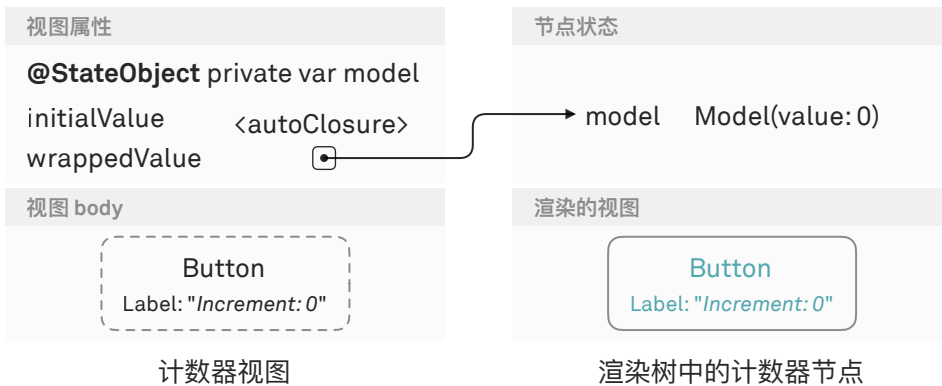 视图属性
@StateObject private var model
initialValue <autoClosure>
wrappedValue
视图 body
Button
Label: "Increment: 0"
计数器视图
节点状态
model Model(value: 0)
渲染的视图
Button
Label: "Increment: 0"
渲染树中的计数器节点